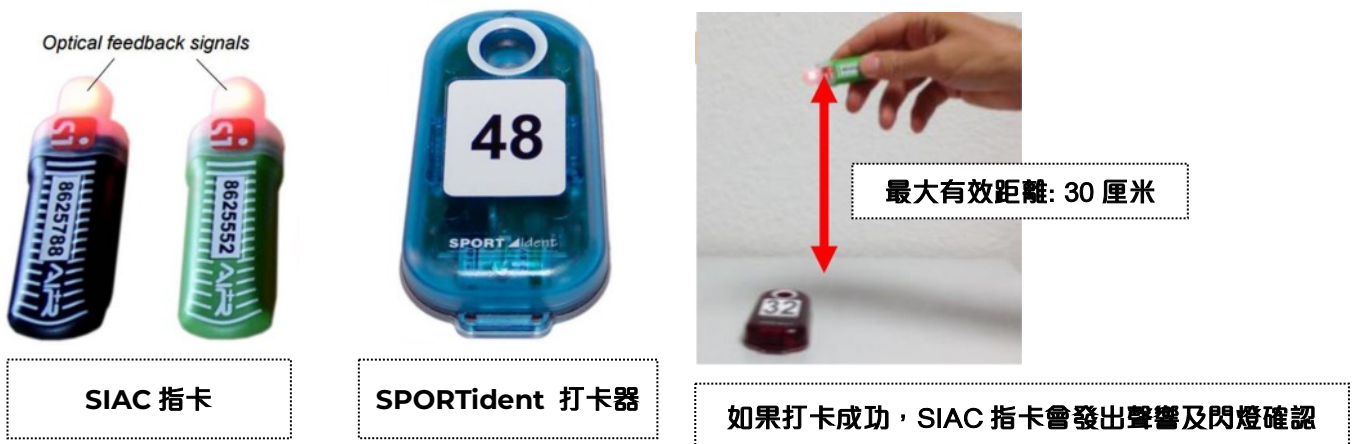 Optical feedback signals
SI
8625788 AIR
SI
8625552 AIR
48
SPORTident
最大有效距離: 30 厘米
32
SIAC 指卡
SPORTident 打卡器
如果打卡成功，SIAC 指卡會發出聲響及閃燈確認